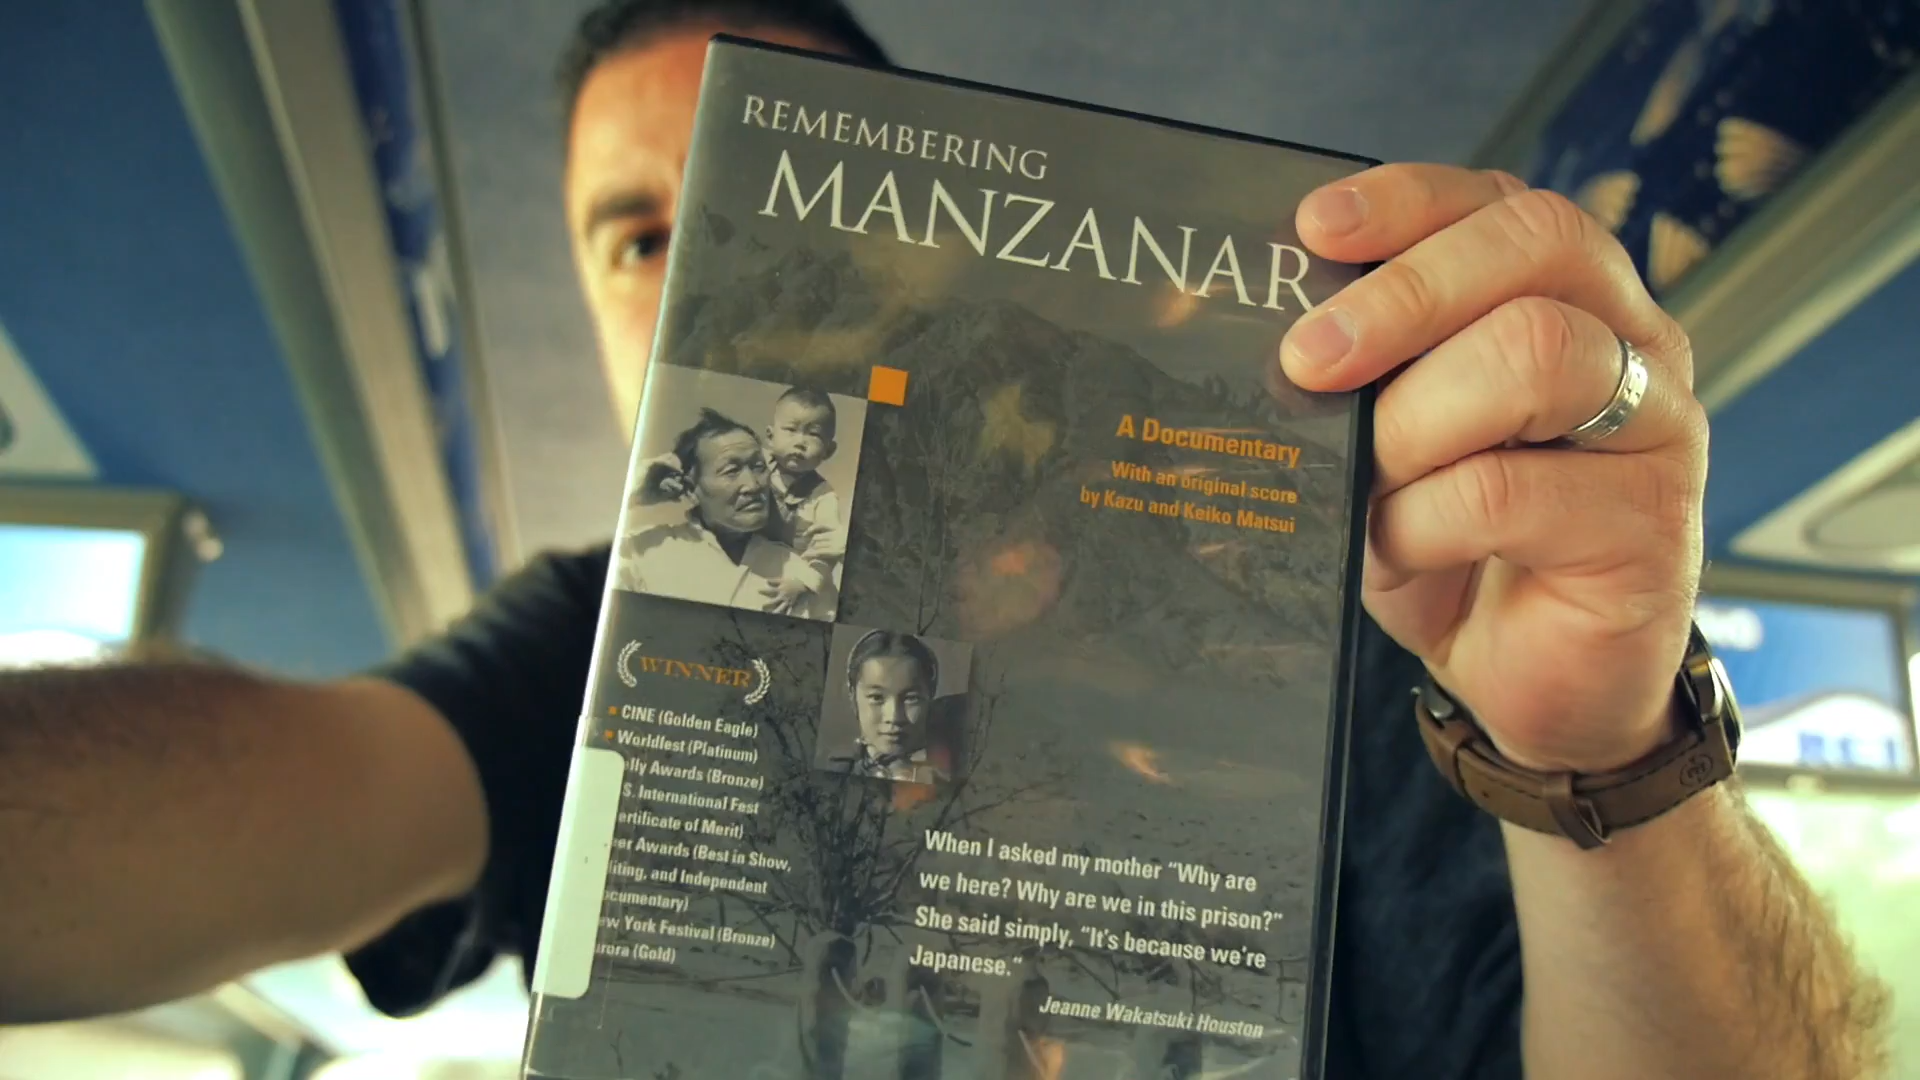 REMEMBERING
MANZANAR
A Documentary
With an original score
by Kazu and Keiko Matsui
WINNER
CINE (Golden Eagle)
Worldfest (Platinum)
Awards (Bronze)
S. International Fest
of Merit)
Awards (Best in Show,
and Independent
York Festival (Bronze)
(Gold)
When I asked my mother “Why are
we here? Why are we in this prison?”
She said simply, “It's because we're
Japanese.”
Jeanne Wakatsuki Houston